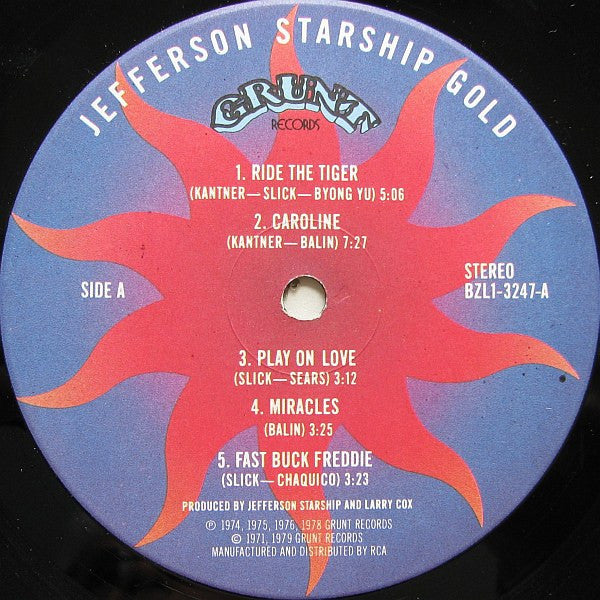 JEFFERSON STARSHIP GOLD
GRUNT
RECORDS
1. RIDE THE TIGER
(KANTNER—SLICK—BYONG YU) 5:06
2. CAROLINE
(KANTNER—BALIN) 7:27
SIDE A
STEREO
BZL1-3247-A
3. PLAY ON LOVE
(SLICK—SEARS) 3:12
4. MIRACLES
(BALIN) 3:25
5. FAST BUCK FREDDIE
(SLICK—CHAQUICO) 3:23
PRODUCED BY JEFFERSON STARSHIP AND LARRY COX
℗ 1974, 1975, 1976, 1978 GRUNT RECORDS
© 1971, 1979 GRUNT RECORDS
MANUFACTURED AND DISTRIBUTED BY RCA